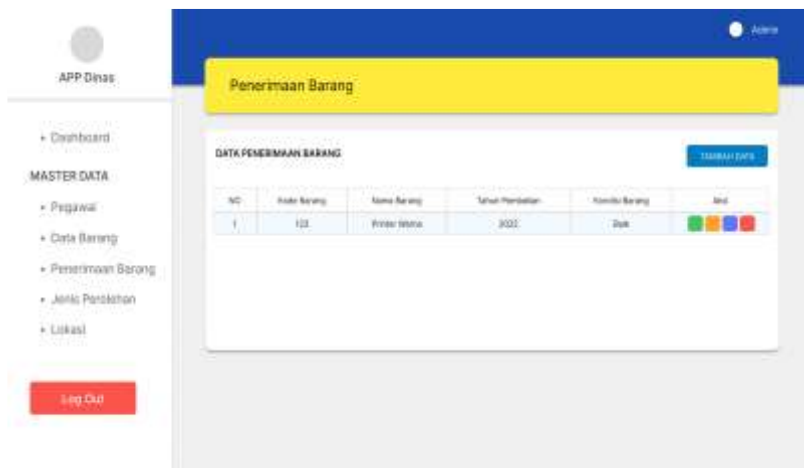 Admin
APP Dinas
Penerimaan Barang
Dashboard
DATA PENERIMAAN BARANG
TAMBAH DATA
MASTER DATA
NO Kode Barang Nama Barang Tahun Pembelian Kondisi Barang Aksi
1 123 Printer Warna 2022 Baik
Pegawai
Data Barang
Penerimaan Barang
Jenis Perolehan
Lokasi
Log Out